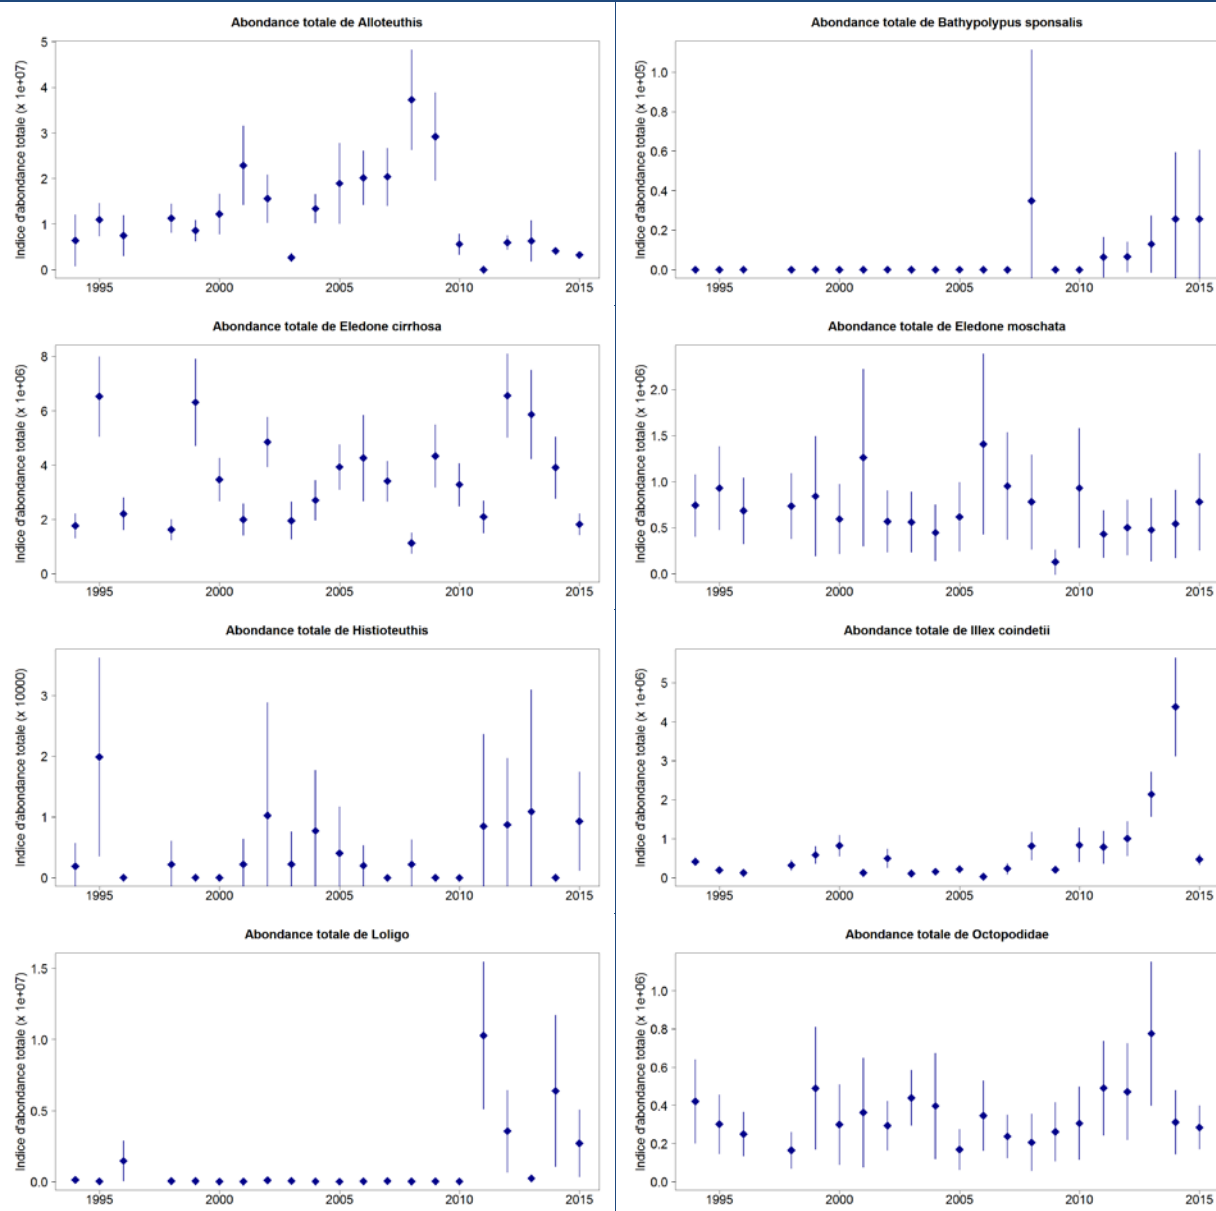 Abondance totale de Alloteuthis
Indice d'abondance totale (x 1e+07)
5
4
3
2
1
0
1995 2000 2005 2010 2015
Abondance totale de Bathypolypus sponsalis
Indice d'abondance totale (x 1e+05)
1.0
0.8
0.6
0.4
0.2
0.0
1995 2000 2005 2010 2015
Abondance totale de Eledone cirrhosa
Indice d'abondance totale (x 1e+06)
8
6
4
2
0
1995 2000 2005 2010 2015
Abondance totale de Eledone moschata
Indice d'abondance totale (x 1e+06)
2.0
1.5
1.0
0.5
0.0
1995 2000 2005 2010 2015
Abondance totale de Histioteuthis
Indice d'abondance totale (x 10000)
3
2
1
0
1995 2000 2005 2010 2015
Abondance totale de Illex coindetii
Indice d'abondance totale (x 1e+06)
5
4
3
2
1
0
1995 2000 2005 2010 2015
Abondance totale de Loligo
Indice d'abondance totale (x 1e+07)
1.5
1.0
0.5
0.0
1995 2000 2005 2010 2015
Abondance totale de Octopodidae
Indice d'abondance totale (x 1e+06)
1.0
0.8
0.6
0.4
0.2
0.0
1995 2000 2005 2010 2015